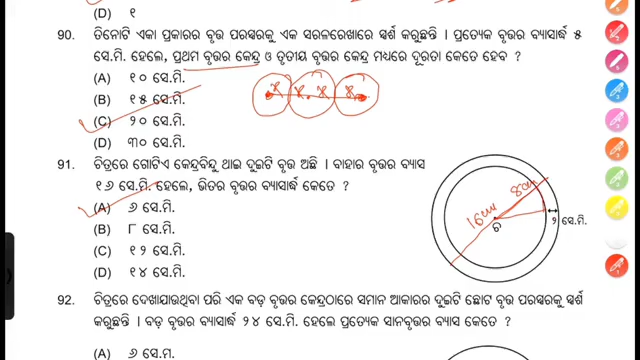 (D) ୧
90. ତିନୋଟି ଏକା ପ୍ରକାରର ବୃତ୍ତ ପରସ୍ପରକୁ ଏକ ସରଳରେଖାରେ ସ୍ପର୍ଶ କରୁଛନ୍ତି । ପ୍ରତ୍ୟେକ ବୃତ୍ତର ବ୍ୟାସାର୍ଦ୍ଧ ୫
ସେ.ମି ହେଲେ, ପ୍ରଥମ ବୃତ୍ତର କେନ୍ଦ୍ର ଓ ତୃତୀୟ ବୃତ୍ତର କେନ୍ଦ୍ର ମଧ୍ୟରେ ଦୂରତା କେତେ ହେବ ?
(A) ୧୦ ସେ.ମି.
(B) ୧୫ ସେ.ମି.
(C) ୨୦ ସେ.ମି.
(D) ୩୦ ସେ.ମି.
91. ଚିତ୍ରରେ ଗୋଟିଏ କେନ୍ଦ୍ରବିନ୍ଦୁ ଥାଇ ଦୁଇଟି ବୃତ୍ତ ଅଛି । ବାହାର ବୃତ୍ତର ବ୍ୟାସ
୧୬ ସେ.ମି. ହେଲେ, ଭିତର ବୃତ୍ତର ବ୍ୟାସାର୍ଦ୍ଧ କେତେ ?
(A) ୬ ସେ.ମି.
(B) ୮ ସେ.ମି.
(C) ୧୨ ସେ.ମି.
(D) ୧୪ ସେ.ମି.
8cm
16cm
ଚ
୨ ସେ.ମି.
92. ଚିତ୍ରରେ ଦେଖାଯାଉଥିବା ପରି ଏକ ବଡ଼ ବୃତ୍ତର କେନ୍ଦ୍ରଠାରେ ସମାନ ଆକାରର ଦୁଇଟି ଛୋଟ ବୃତ୍ତ ପରସ୍ପରକୁ ସ୍ପର୍ଶ
କରୁଛନ୍ତି । ବଡ଼ ବୃତ୍ତର ବ୍ୟାସାର୍ଦ୍ଧ ୨୪ ସେ.ମି. ହେଲେ ପ୍ରତ୍ୟେକ ସାନବୃତ୍ତର ବ୍ୟାସ କେତେ ?
(A) ୬ ସେ.ମ.